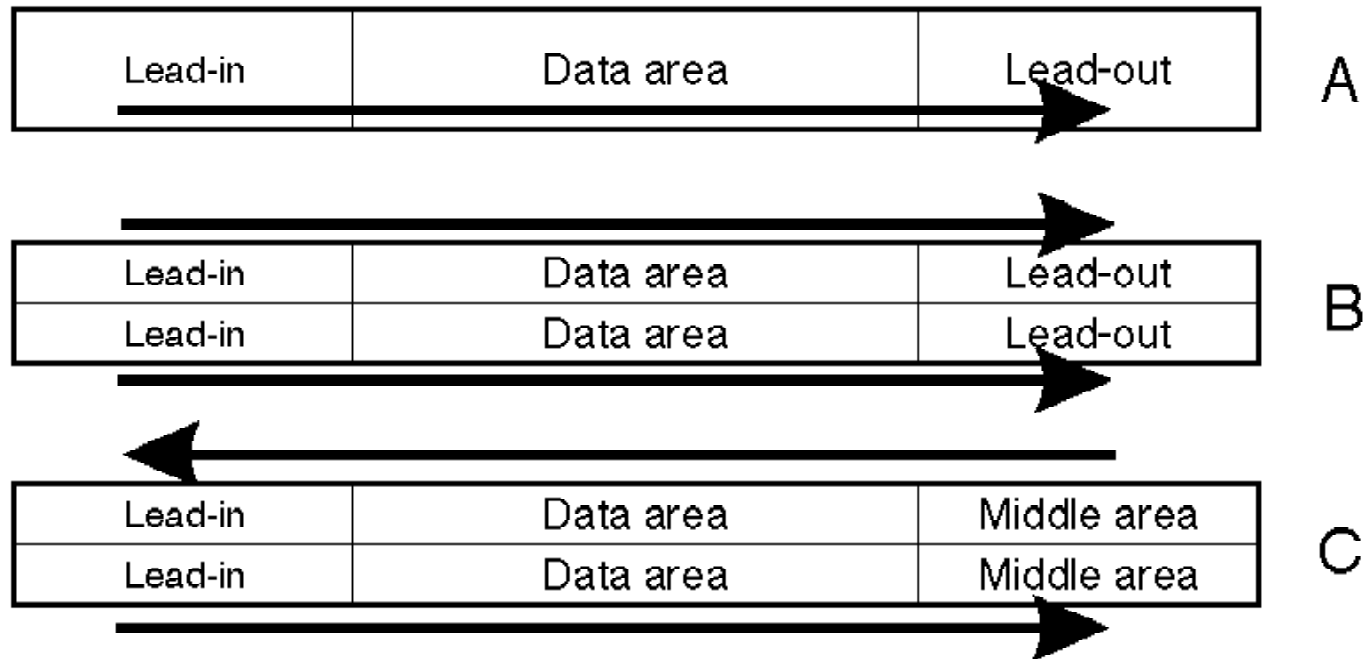 Lead-in Data area Lead-out A
Lead-in Data area Lead-out
B
Lead-in Data area Lead-out
Lead-in Data area Middle area
C
Lead-in Data area Middle area